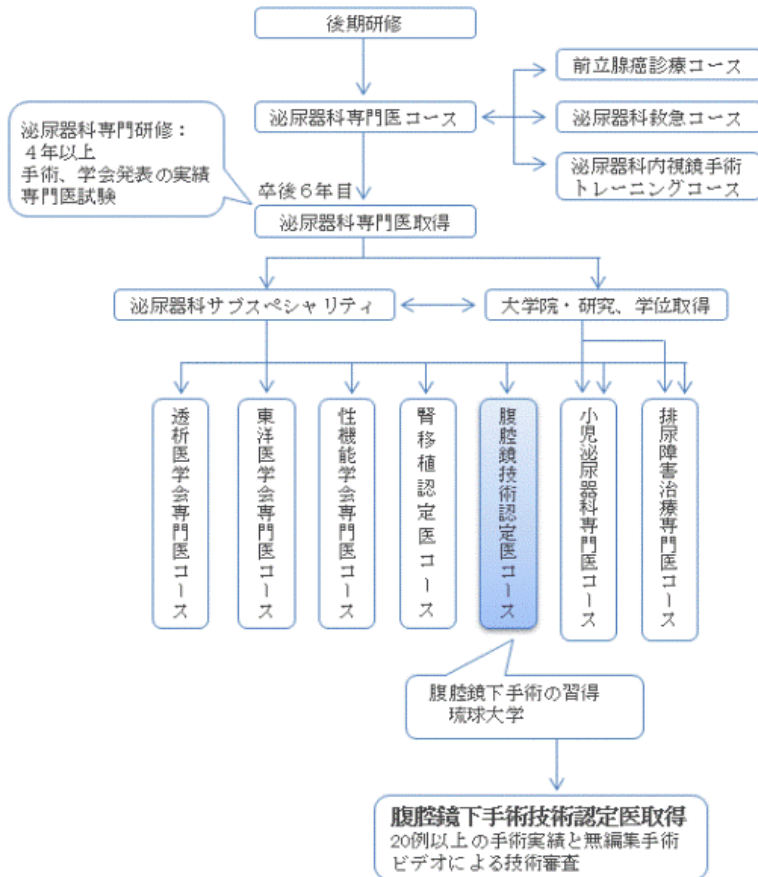 後期研修
前立腺癌診療コース
泌尿器科専門医コース
泌尿器科救急コース
泌尿器科内視鏡手術
トレーニングコース
泌尿器科専門研修：
４年以上
手術、学会発表の実績
専門医試験
卒後６年目
泌尿器科専門医取得
泌尿器科サブスペシャリティ
大学院・研究、学位取得
透析医学会専門医コース
東洋医学会専門医コース
性機能学会専門医コース
腎移植認定医コース
腹腔鏡技術認定医コース
小児泌尿器科専門医コース
排尿障害治療専門医コース
腹腔鏡下手術の習得
琉球大学
腹腔鏡下手術技術認定医取得
20例以上の手術実績と無編集手術
ビデオによる技術審査